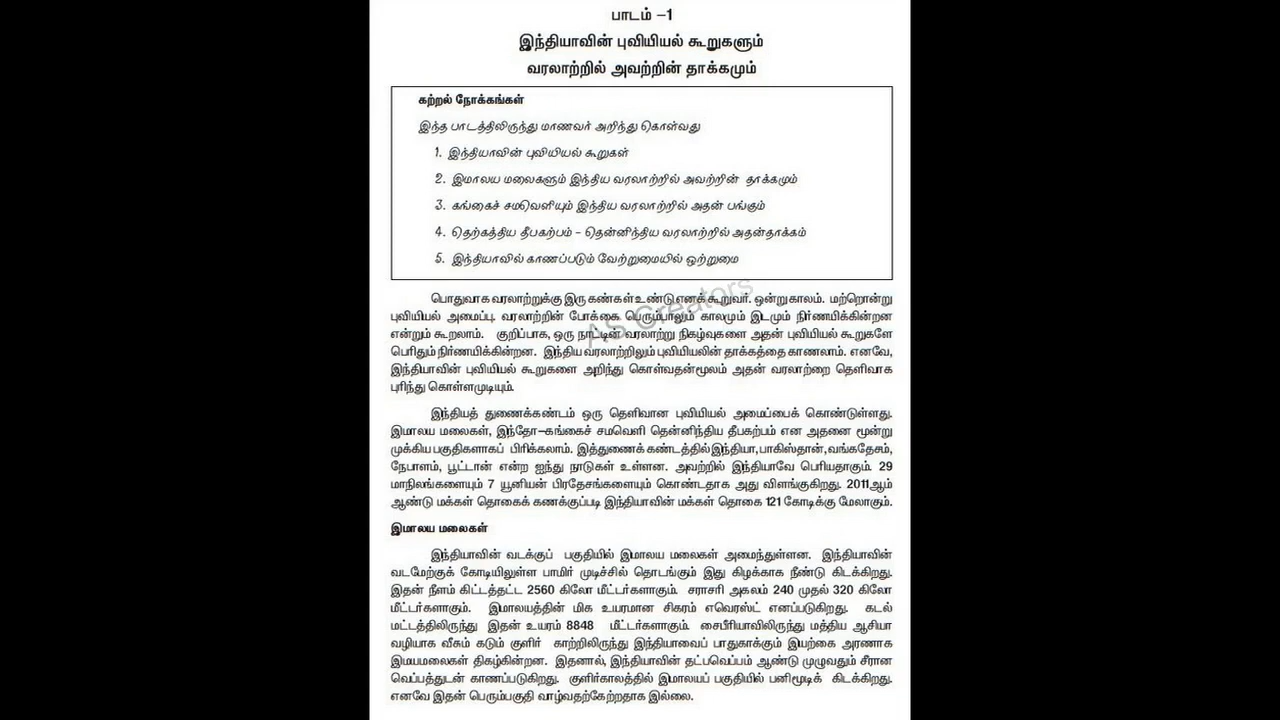 பாடம் –1
இந்தியாவின் புவியியல் கூறுகளும்
வரலாற்றில் அவற்றின் தாக்கமும்
கற்றல் நோக்கங்கள்
இந்த பாடத்திலிருந்து மாணவர் அறிந்து கொள்வது
1. இந்தியாவின் புவியியல் கூறுகள்
2. இமாலய மலைகளும் இந்திய வரலாற்றில் அவற்றின் தாக்கமும்
3. கங்கைச் சமவெளியும் இந்திய வரலாற்றில் அதன் பங்கும்
4. தெற்கத்திய தீபகற்பம் – தென்னிந்திய வரலாற்றில் அதன்தாக்கம்
5. இந்தியாவில் காணப்படும் வேற்றுமையில் ஒற்றுமை
பொதுவாக வரலாற்றுக்கு இரு கண்கள் உண்டு எனக் கூறுவர். ஒன்று காலம். மற்றொன்று
புவியியல் அமைப்பு. வரலாற்றின் போக்கை பெரும்பாலும் காலமும் இடமும் நிர்ணயிக்கின்றன
என்றும் கூறலாம். குறிப்பாக, ஒரு நாட்டின் வரலாற்று நிகழ்வுகளை அதன் புவியியல் கூறுகளே
பெரிதும் நிர்ணயிக்கின்றன. இந்திய வரலாற்றிலும் புவியியலின் தாக்கத்தை காணலாம். எனவே,
இந்தியாவின் புவியியல் கூறுகளை அறிந்து கொள்வதன்மூலம் அதன் வரலாற்றை தெளிவாக
புரிந்து கொள்ளமுடியும்.
இந்தியத் துணைக்கண்டம் ஒரு தெளிவான புவியியல் அமைப்பைக் கொண்டுள்ளது.
இமாலய மலைகள், இந்தோ–கங்கைச் சமவெளி தென்னிந்திய தீபகற்பம் என அதனை மூன்று
முக்கிய பகுதிகளாகப் பிரிக்கலாம். இத்துணைக் கண்டத்தில் இந்தியா, பாகிஸ்தான், வங்கதேசம்,
நேபாளம், பூட்டான் என்ற ஐந்து நாடுகள் உள்ளன. அவற்றில் இந்தியாவே பெரியதாகும். 29
மாநிலங்களையும் 7 யூனியன் பிரதேசங்களையும் கொண்டதாக அது விளங்குகிறது. 2011ஆம்
ஆண்டு மக்கள் தொகைக் கணக்குப்படி இந்தியாவின் மக்கள் தொகை 121 கோடிக்கு மேலாகும்.
இமாலய மலைகள்
இந்தியாவின் வடக்குப் பகுதியில் இமாலய மலைகள் அமைந்துள்ளன. இந்தியாவின்
வடமேற்குக் கோடியிலுள்ள பாமிர் முடிச்சில் தொடங்கும் இது கிழக்காக நீண்டு கிடக்கிறது.
இதன் நீளம் கிட்டத்தட்ட 2560 கிலோ மீட்டர்களாகும். சராசரி அகலம் 240 முதல் 320 கிலோ
மீட்டர்களாகும். இமாலயத்தின் மிக உயரமான சிகரம் எவரெஸ்ட் எனப்படுகிறது. கடல்
மட்டத்திலிருந்து இதன் உயரம் 8848 மீட்டர்களாகும். சைபீரியாவிலிருந்து மத்திய ஆசியா
வழியாக வீசும் கடும் குளிர் காற்றிலிருந்து இந்தியாவைப் பாதுகாக்கும் இயற்கை அரணாக
இமயமலைகள் திகழ்கின்றன. இதனால், இந்தியாவின் தட்பவெப்பம் ஆண்டு முழுவதும் சீரான
வெப்பத்துடன் காணப்படுகிறது. குளிர்காலத்தில் இமாலயப் பகுதியில் பனிமூடிக் கிடக்கிறது.
எனவே இதன் பெரும்பகுதி வாழ்வதற்கேற்றதாக இல்லை.
AS Creators